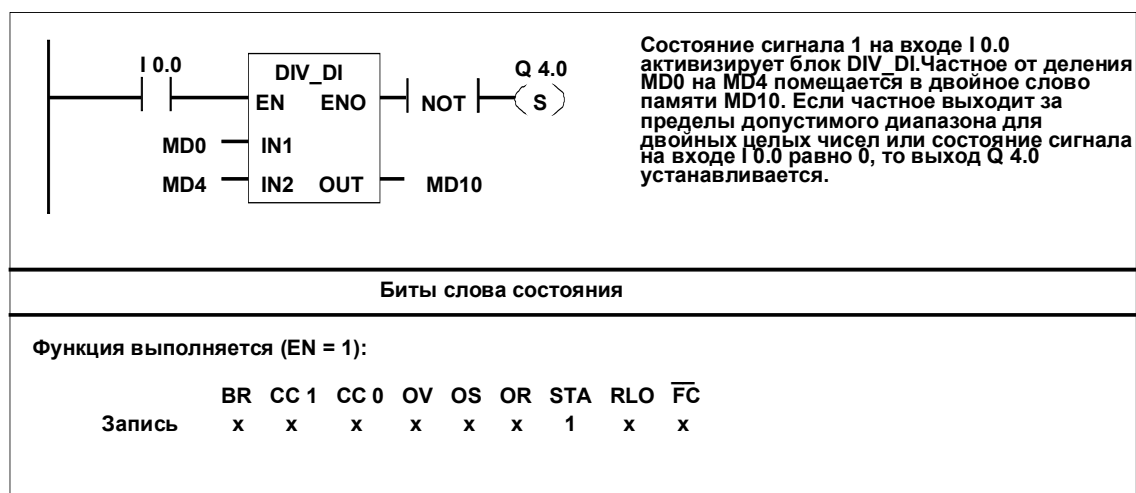 I 0.0
DIV_DI
Q 4.0
EN ENO
NOT
S
MD0
IN1
MD4
IN2 OUT
MD10
Состояние сигнала 1 на входе I 0.0
активизирует блок DIV_DI.Частное от деления
MD0 на MD4 помещается в двойное слово
памяти MD10. Если частное выходит за
пределы допустимого диапазона для
двойных целых чисел или состояние сигнала
на входе I 0.0 равно 0, то выход Q 4.0
устанавливается.
Биты слова состояния
Функция выполняется (EN = 1):
BR CC 1 CC 0 OV OS OR STA RLO F̅C̅
Запись x x x x x x 1 x x